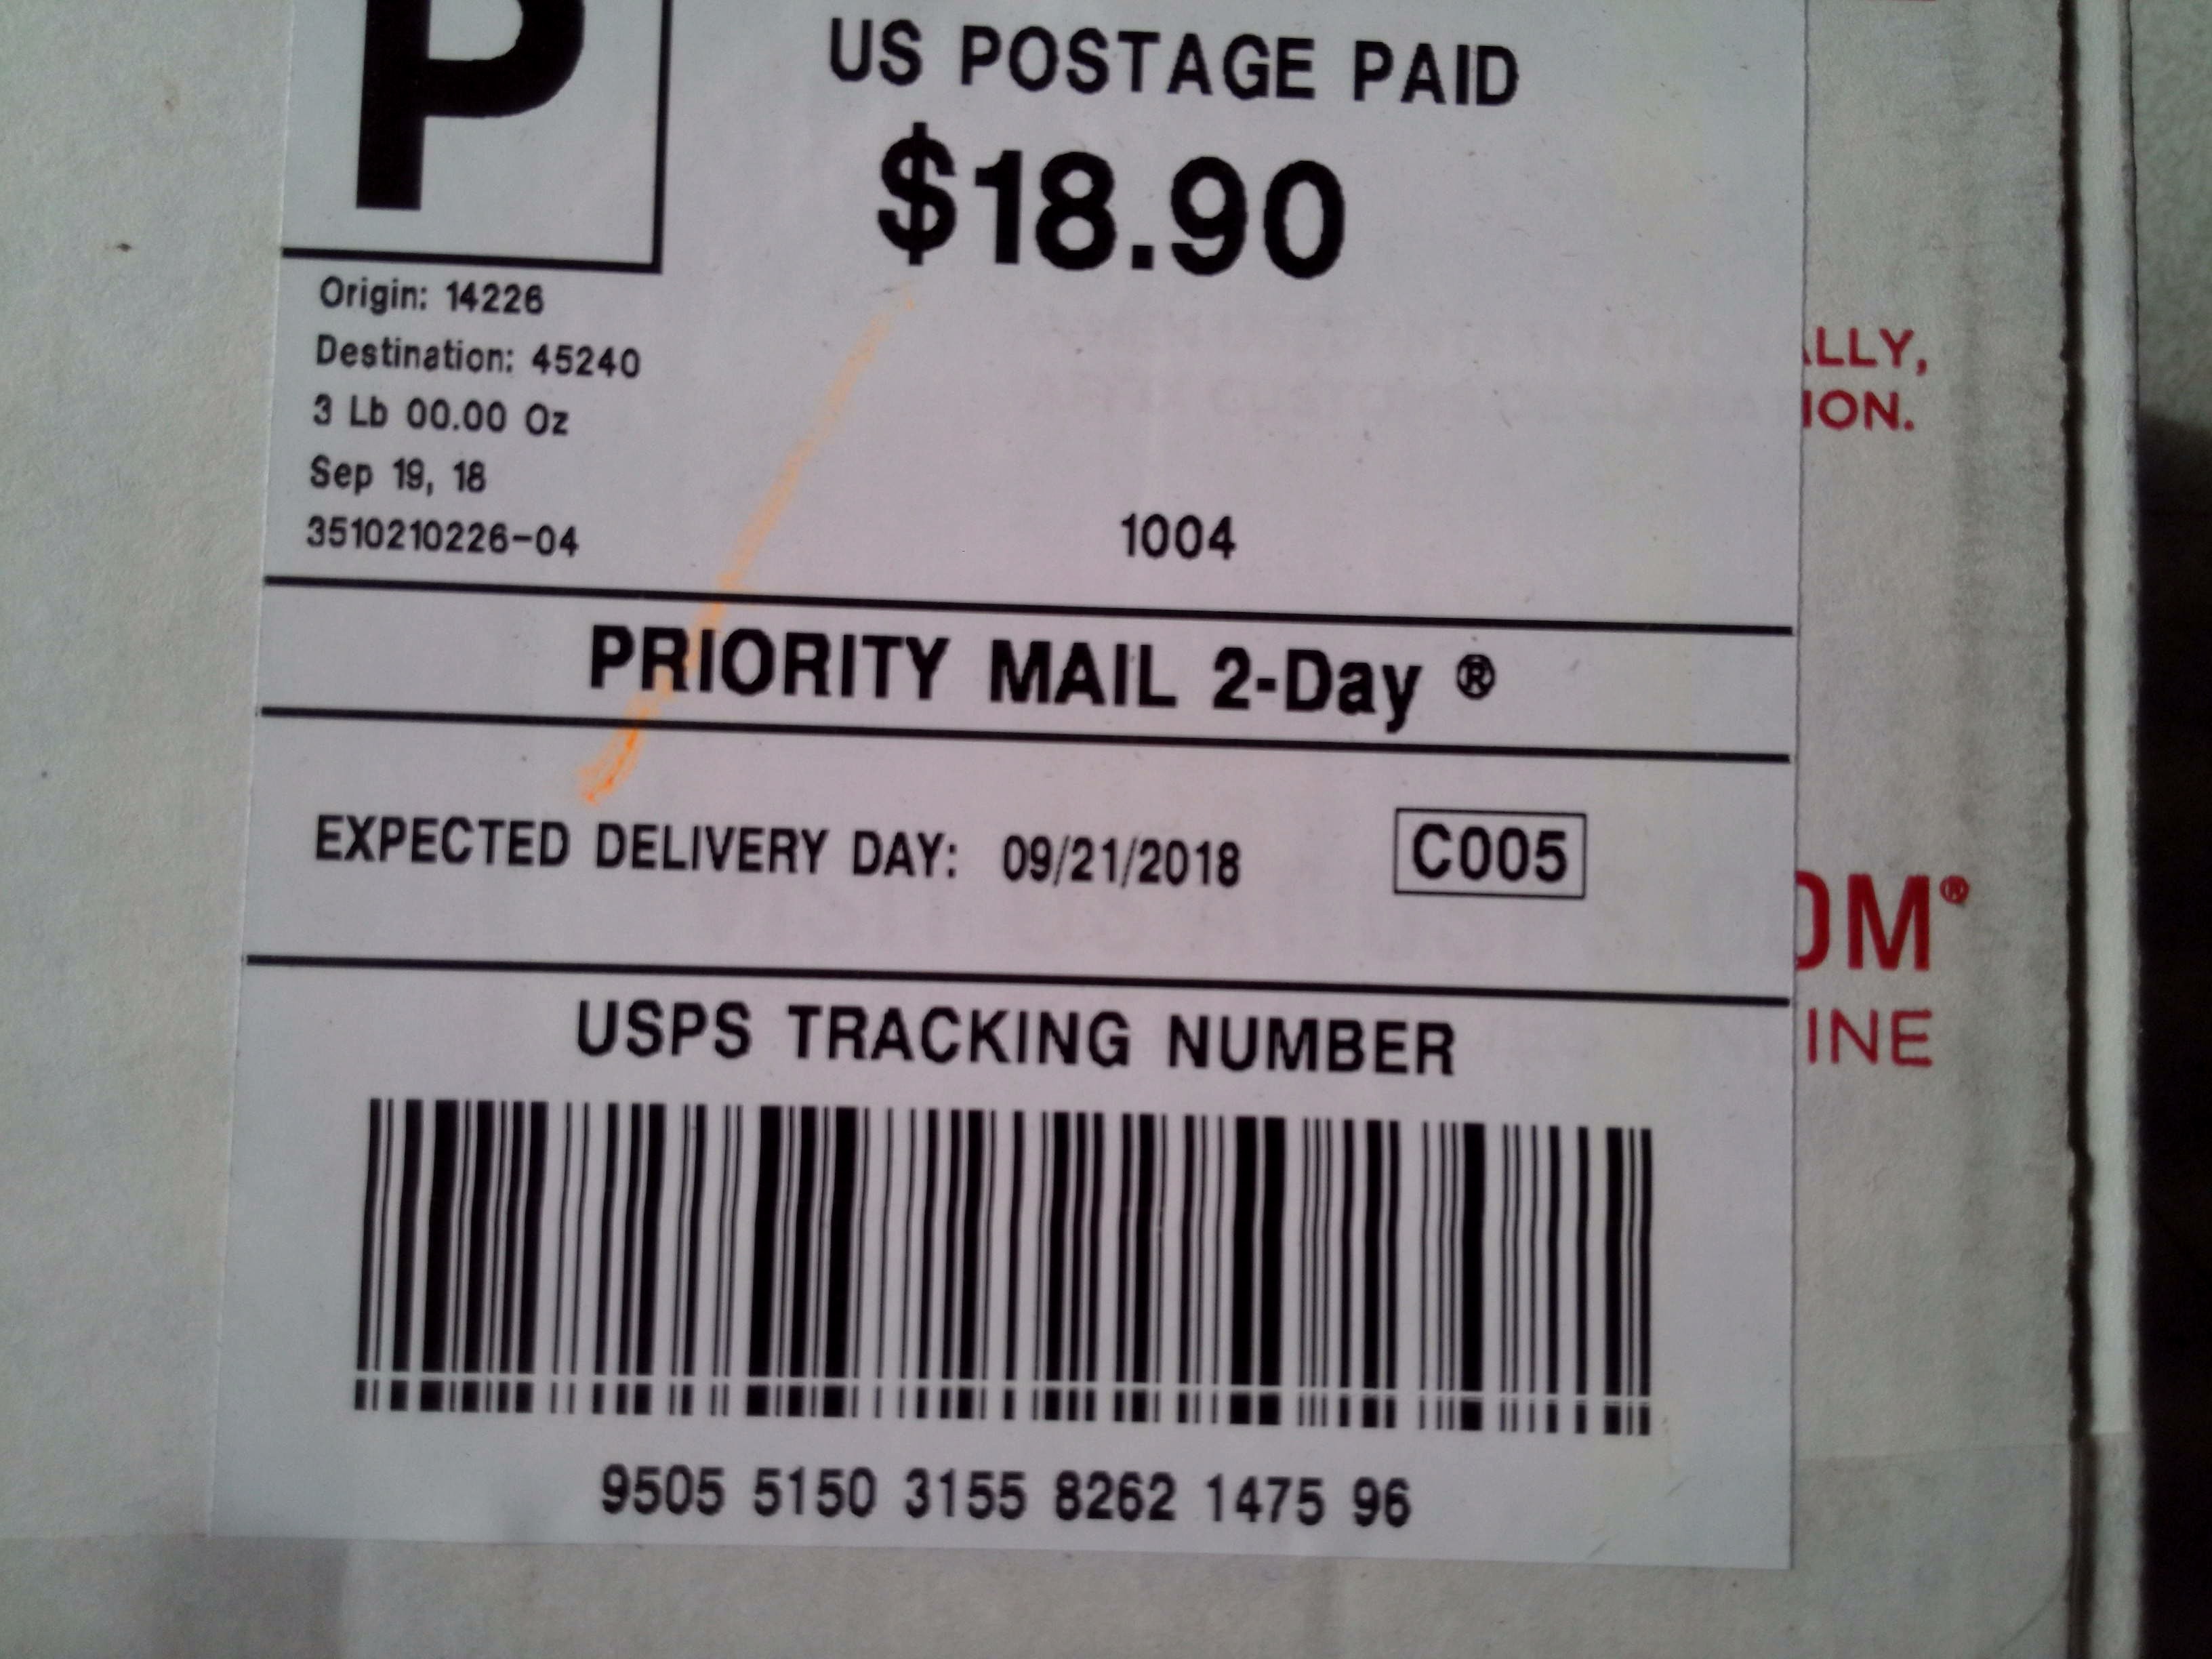 P
US POSTAGE PAID
$18.90
Origin: 14226
Destination: 45240
3 Lb 00.00 Oz
Sep 19, 18
3510210226-04
1004
PRIORITY MAIL 2-Day ®
EXPECTED DELIVERY DAY: 09/21/2018
C005
USPS TRACKING NUMBER
9505 5150 3155 8262 1475 96
LLY,
ION.
OM®
INE